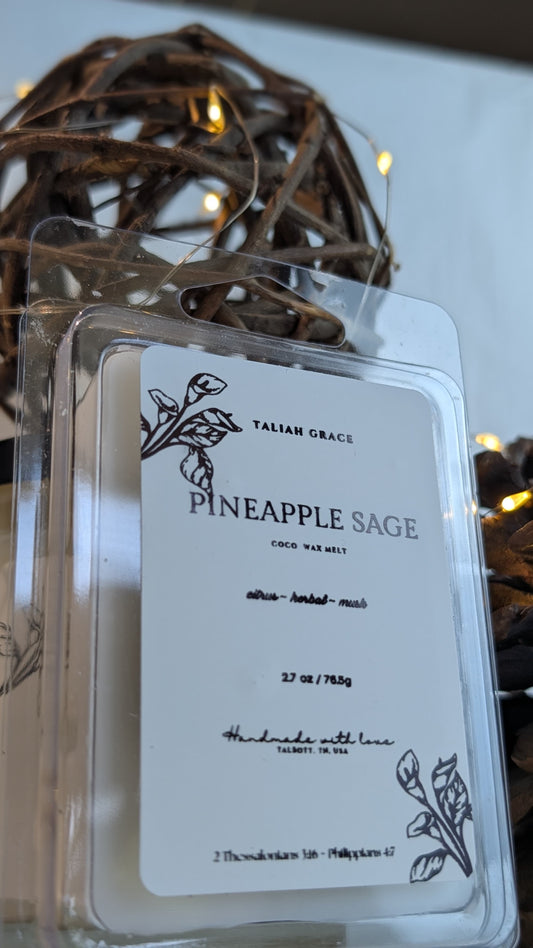 TALIAH GRACE
PINEAPPLE SAGE
COCO WAX MELT
citrus ~ herbal ~ musk
2.7 oz / 76.5g
Handmade with love
TALBOTT, TN, USA
2 Thessalonians 3:16 - Philippians 4:7